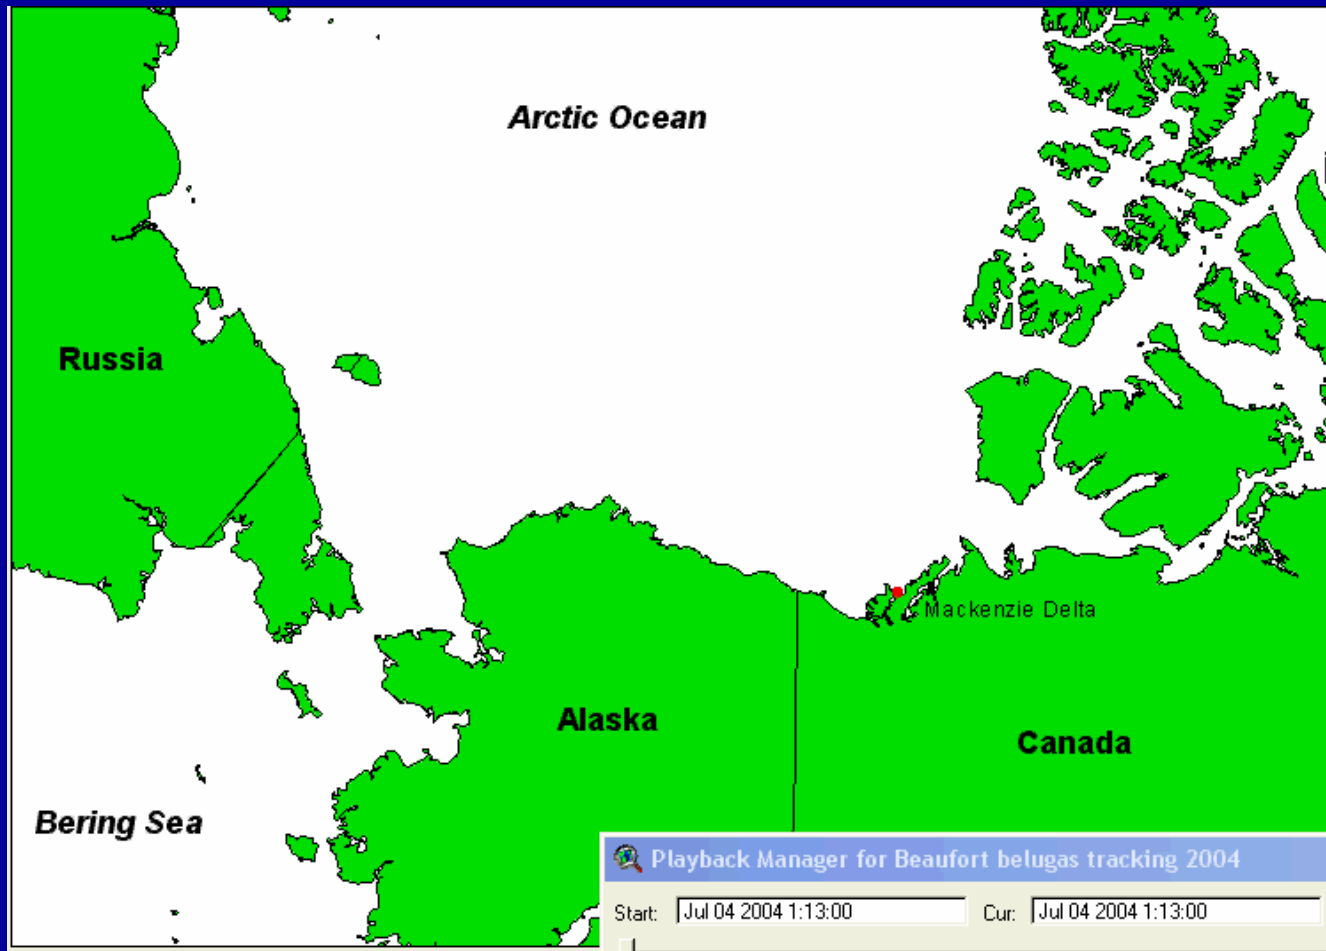 Arctic Ocean
Russia
Mackenzie Delta
Alaska
Canada
Bering Sea
Playback Manager for Beaufort belugas tracking 2004
Start: Jul 04 2004 1:13:00 Cur: Jul 04 2004 1:13:00